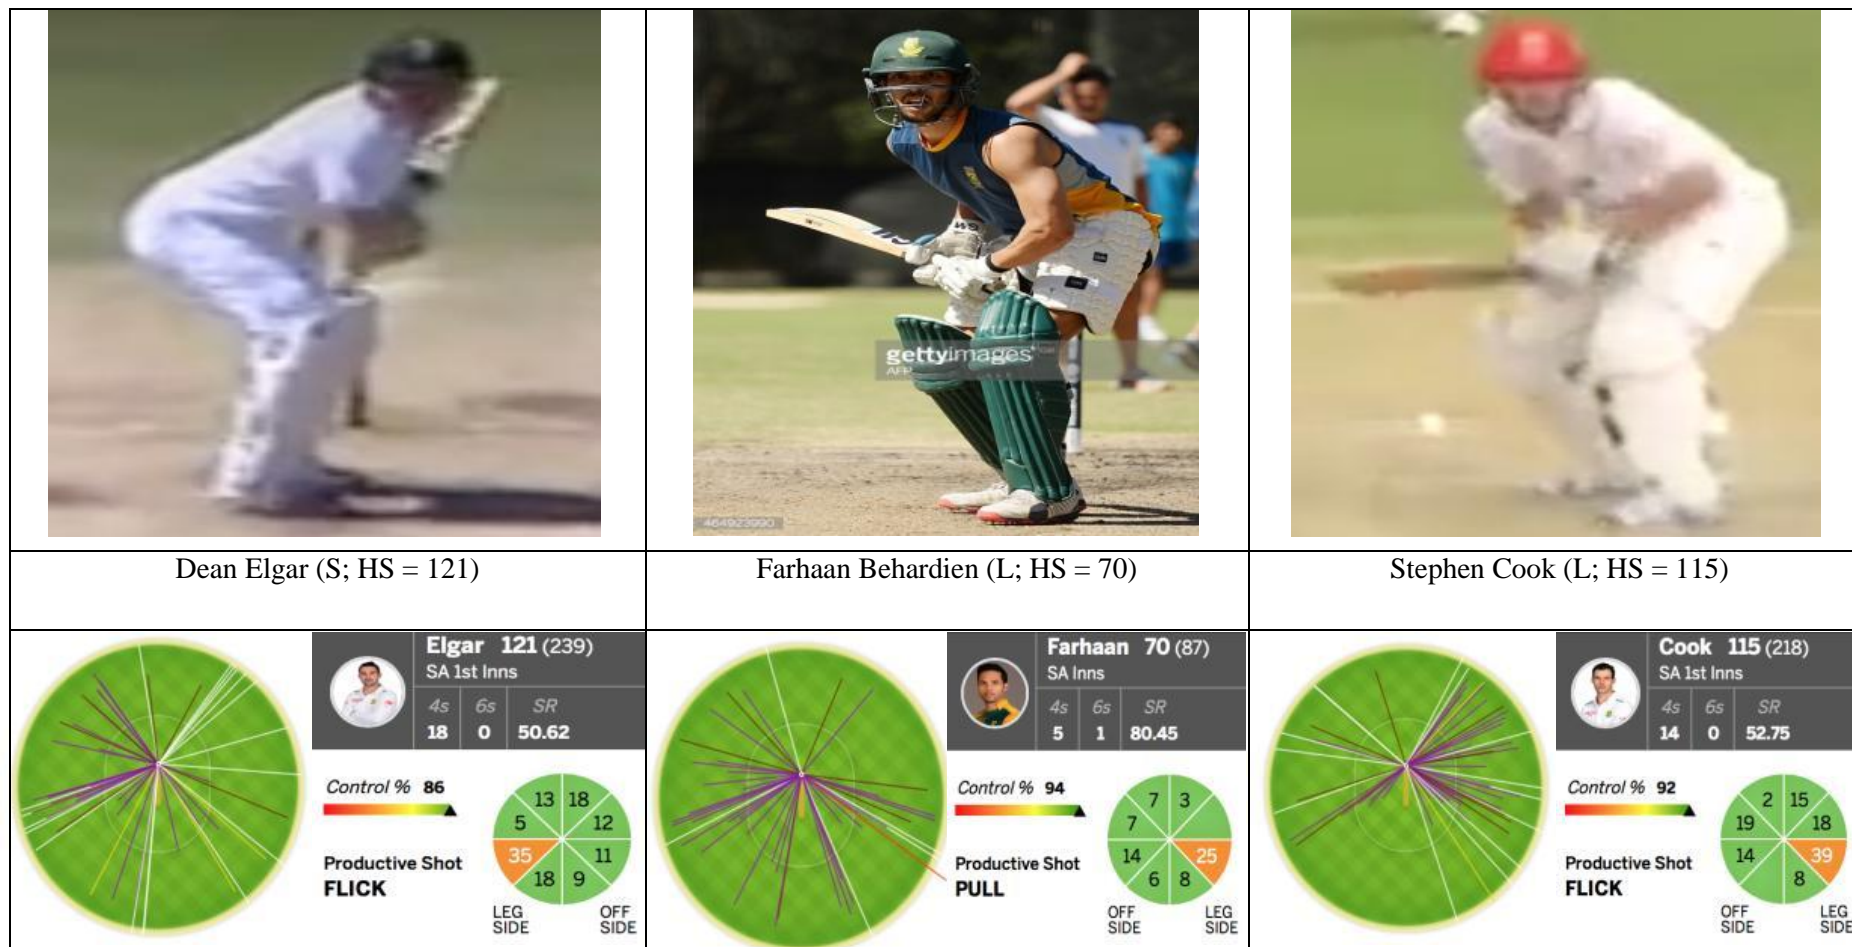 gettyimages
AFP
464923990
Dean Elgar (S; HS = 121)
Farhaan Behardien (L; HS = 70)
Stephen Cook (L; HS = 115)
Elgar 121 (239)
SA 1st Inns
4s 6s SR
18 0 50.62
Control % 86
Productive Shot
FLICK
13 18
5 12
35 11
18 9
LEG SIDE
OFF SIDE
Farhaan 70 (87)
SA Inns
4s 6s SR
5 1 80.45
Control % 94
Productive Shot
PULL
7 3
7
14 25
6 8
OFF SIDE
LEG SIDE
Cook 115 (218)
SA 1st Inns
4s 6s SR
14 0 52.75
Control % 92
Productive Shot
FLICK
2 15
19 18
14 39
8
OFF SIDE
LEG SIDE